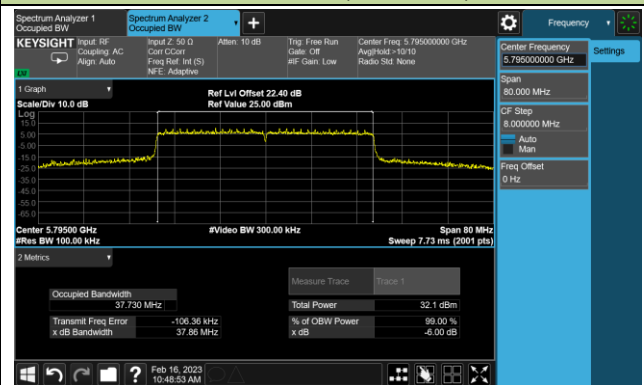 Spectrum Analyzer 1
Occupied BW
Spectrum Analyzer 2
Occupied BW
Frequency
KEYSIGHT
Input: RF
Coupling: AC
Align: Auto
Input Z: 50 Ω
Corr CCorr
Freq Ref: Int (S)
NFE: Adaptive
Atten: 10 dB
Trig: Free Run
Gate: Off
#IF Gain: Low
Center Freq: 5.795000000 GHz
Avg|Hold:>10/10
Radio Std: None
Center Frequency
5.795000000 GHz
Settings
Span
80.000 MHz
CF Step
8.000000 MHz
Auto
Man
Freq Offset
0 Hz
1 Graph
Scale/Div 10.0 dB
Ref Lvl Offset 22.40 dB
Ref Value 25.00 dBm
Log
15.0
5.00
-5.00
-15.0
-25.0
-35.0
-45.0
-55.0
-65.0
Center 5.79500 GHz
#Res BW 100.00 kHz
#Video BW 300.00 kHz
Span 80 MHz
Sweep 7.73 ms (2001 pts)
2 Metrics
Measure Trace
Trace 1
Occupied Bandwidth
37.730 MHz
Total Power
32.1 dBm
Transmit Freq Error
-106.36 kHz
% of OBW Power
99.00 %
x dB Bandwidth
37.86 MHz
x dB
-6.00 dB
?
Feb 16, 2023
10:48:53 AM